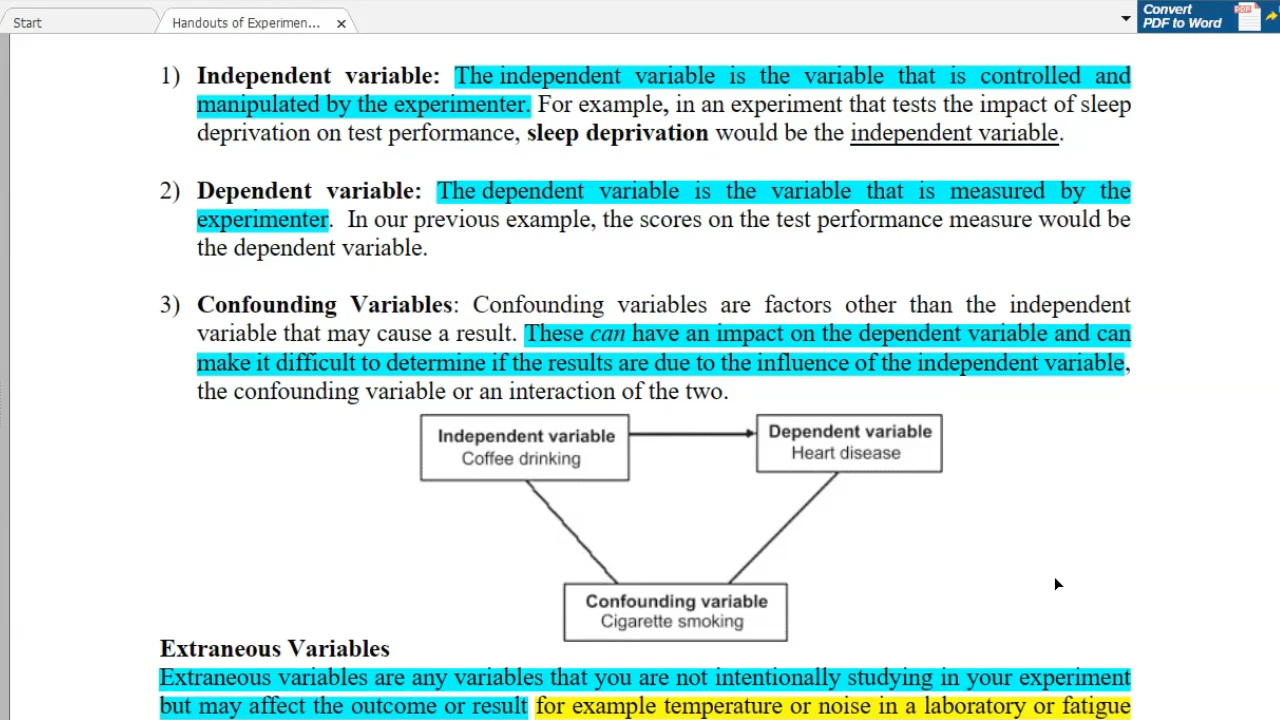 Start
Handouts of Experimen... ×
Convert
PDF to Word
PDF
1) Independent variable: The independent variable is the variable that is controlled and
manipulated by the experimenter. For example, in an experiment that tests the impact of sleep
deprivation on test performance, sleep deprivation would be the independent variable.
2) Dependent variable: The dependent variable is the variable that is measured by the
experimenter. In our previous example, the scores on the test performance measure would be
the dependent variable.
3) Confounding Variables: Confounding variables are factors other than the independent
variable that may cause a result. These can have an impact on the dependent variable and can
make it difficult to determine if the results are due to the influence of the independent variable,
the confounding variable or an interaction of the two.
Independent variable
Coffee drinking
Dependent variable
Heart disease
Confounding variable
Cigarette smoking
Extraneous Variables
Extraneous variables are any variables that you are not intentionally studying in your experiment
but may affect the outcome or result for example temperature or noise in a laboratory or fatigue